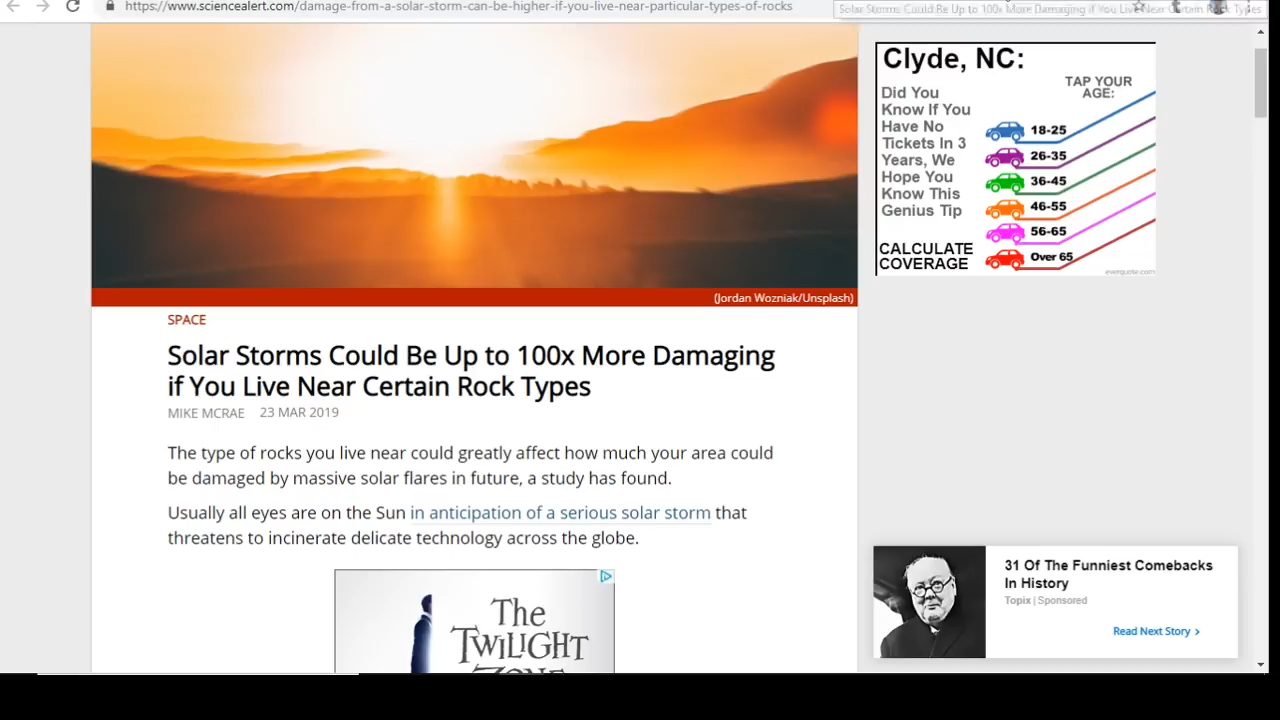 https://www.sciencealert.com/damage-from-a-solar-storm-can-be-higher-if-you-live-near-particular-types-of-rocks
Solar Storms Could Be Up to 100x More Damaging if You Live Near Certain Rock Types
(Jordan Wozniak/Unsplash)
SPACE
Solar Storms Could Be Up to 100x More Damaging
if You Live Near Certain Rock Types
MIKE MCRAE 23 MAR 2019
The type of rocks you live near could greatly affect how much your area could
be damaged by massive solar flares in future, a study has found.
Usually all eyes are on the Sun in anticipation of a serious solar storm that
threatens to incinerate delicate technology across the globe.
The
TWILIGHT
ZONE
Clyde, NC:
Did You
Know If You
Have No
Tickets In 3
Years, We
Hope You
Know This
Genius Tip
CALCULATE
COVERAGE
TAP YOUR
AGE:
18-25
26-35
36-45
46-55
56-65
Over 65
everquote.com
31 Of The Funniest Comebacks
In History
Topix | Sponsored
Read Next Story >